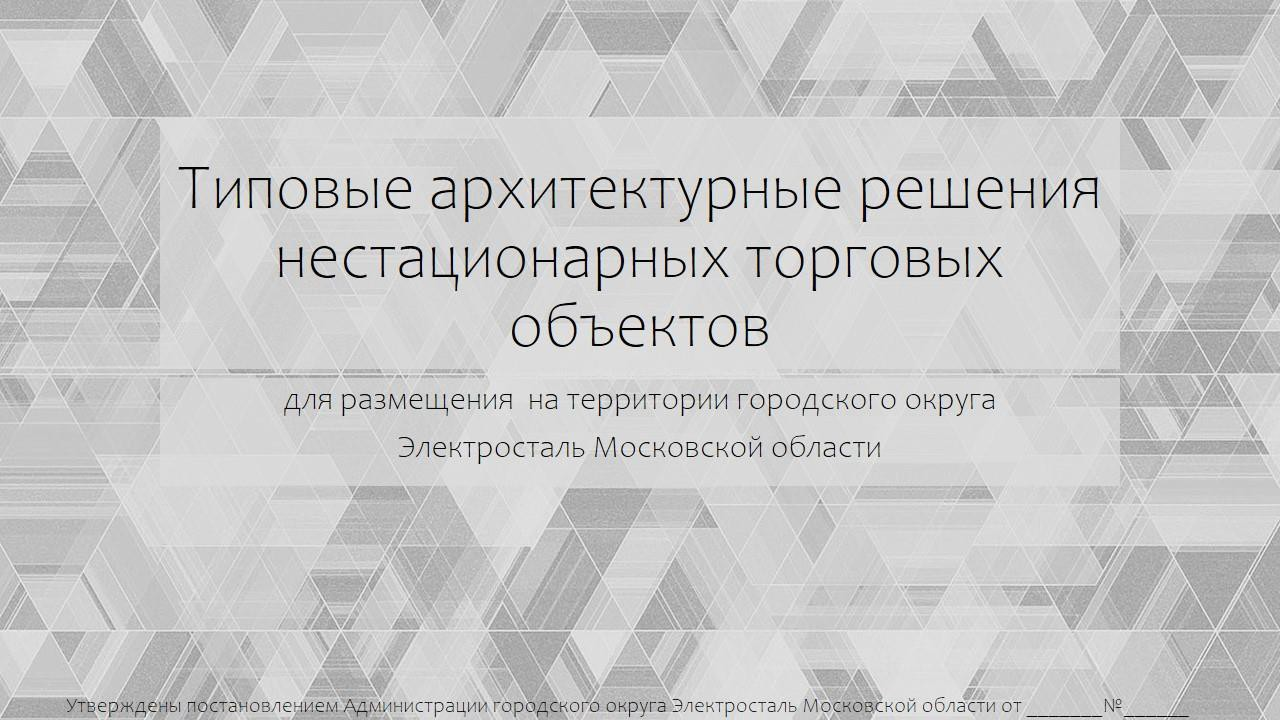 Типовые архитектурные решения
нестационарных торговых
объектов
для размещения  на территории городского округа
Электросталь Московской области
Утверждены постановлением Администрации городского округа Электросталь Московской области от _______№______